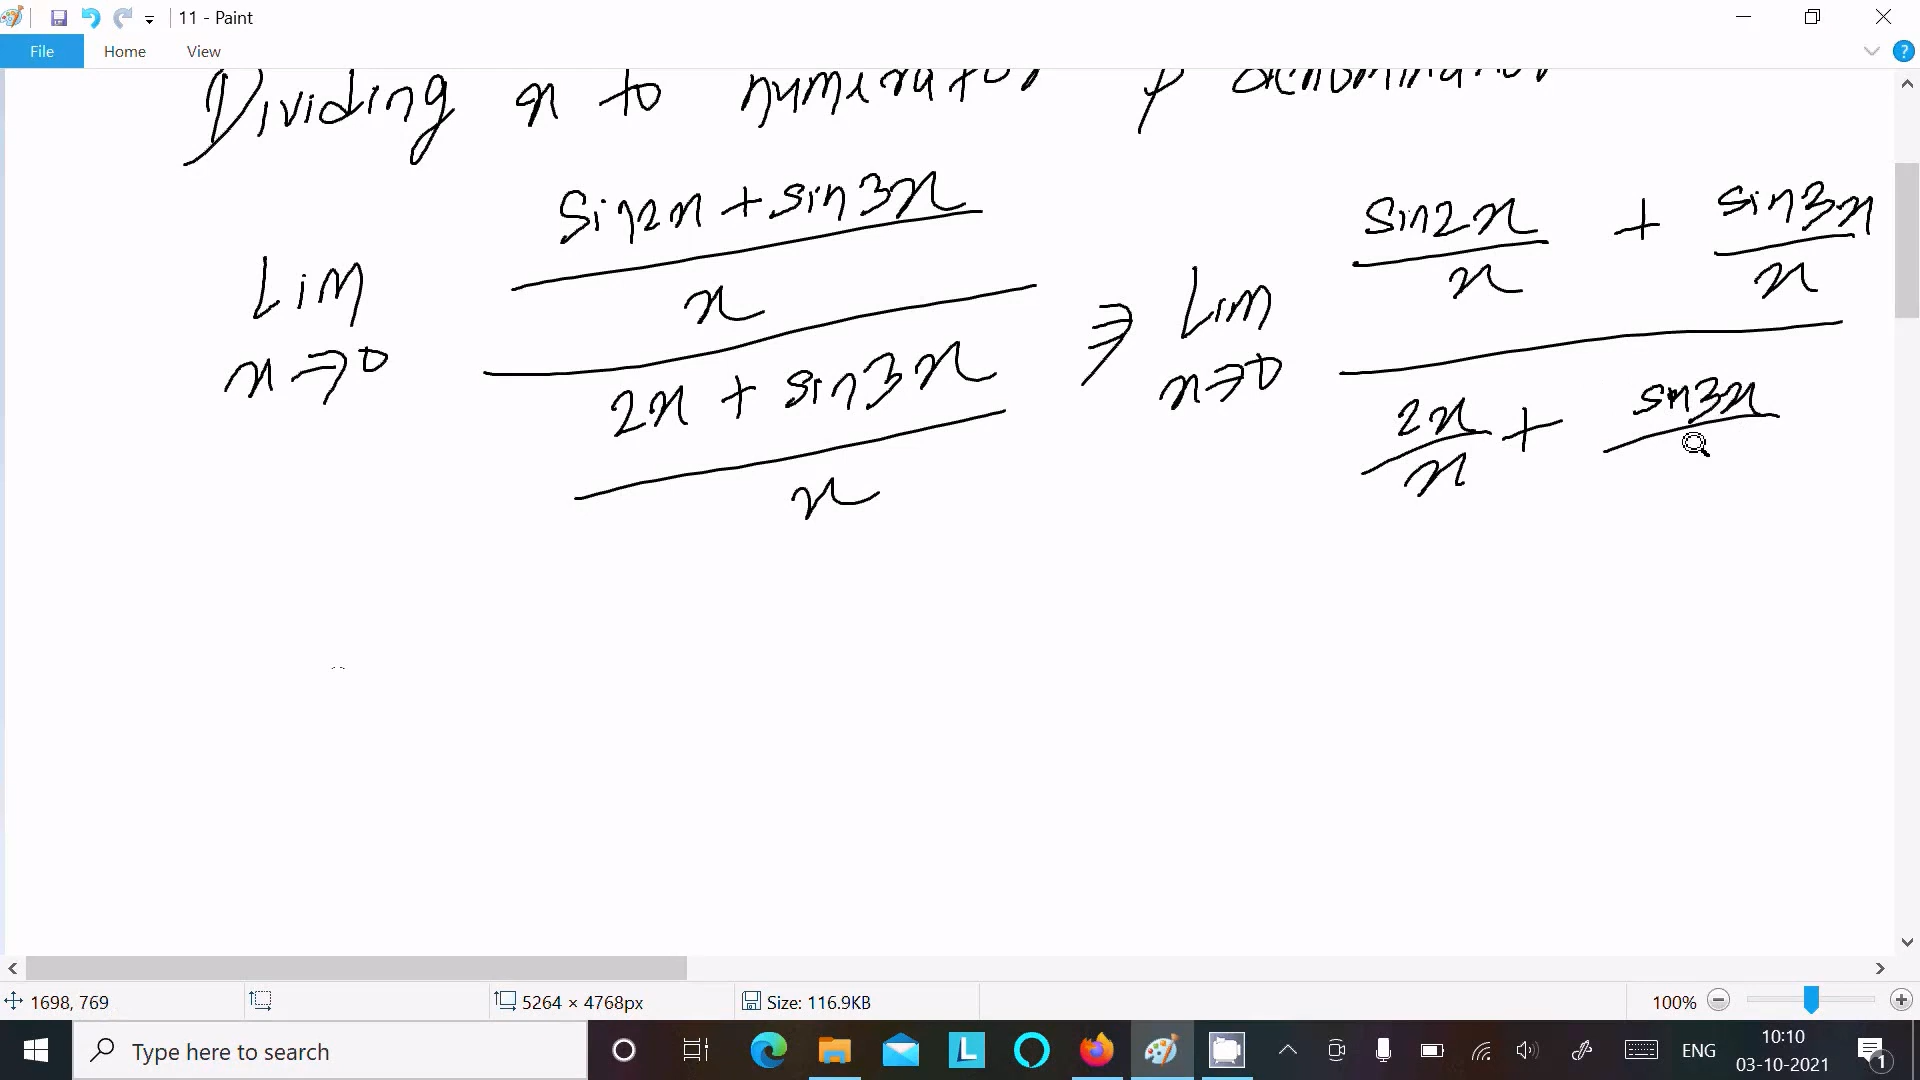 11 - Paint
File Home View
Dividing x to numerator & denominator
Lim x→0 ((sin2x + sin3x)/x)/((2x + sin3x)/x) ⇒ Lim x→0 (sin2x/x + sin3x/x)/(2x/x + sin3x/
1698, 769 5264 × 4768px Size: 116.9KB 100%
Type here to search L ENG 10:10
03-10-2021 1